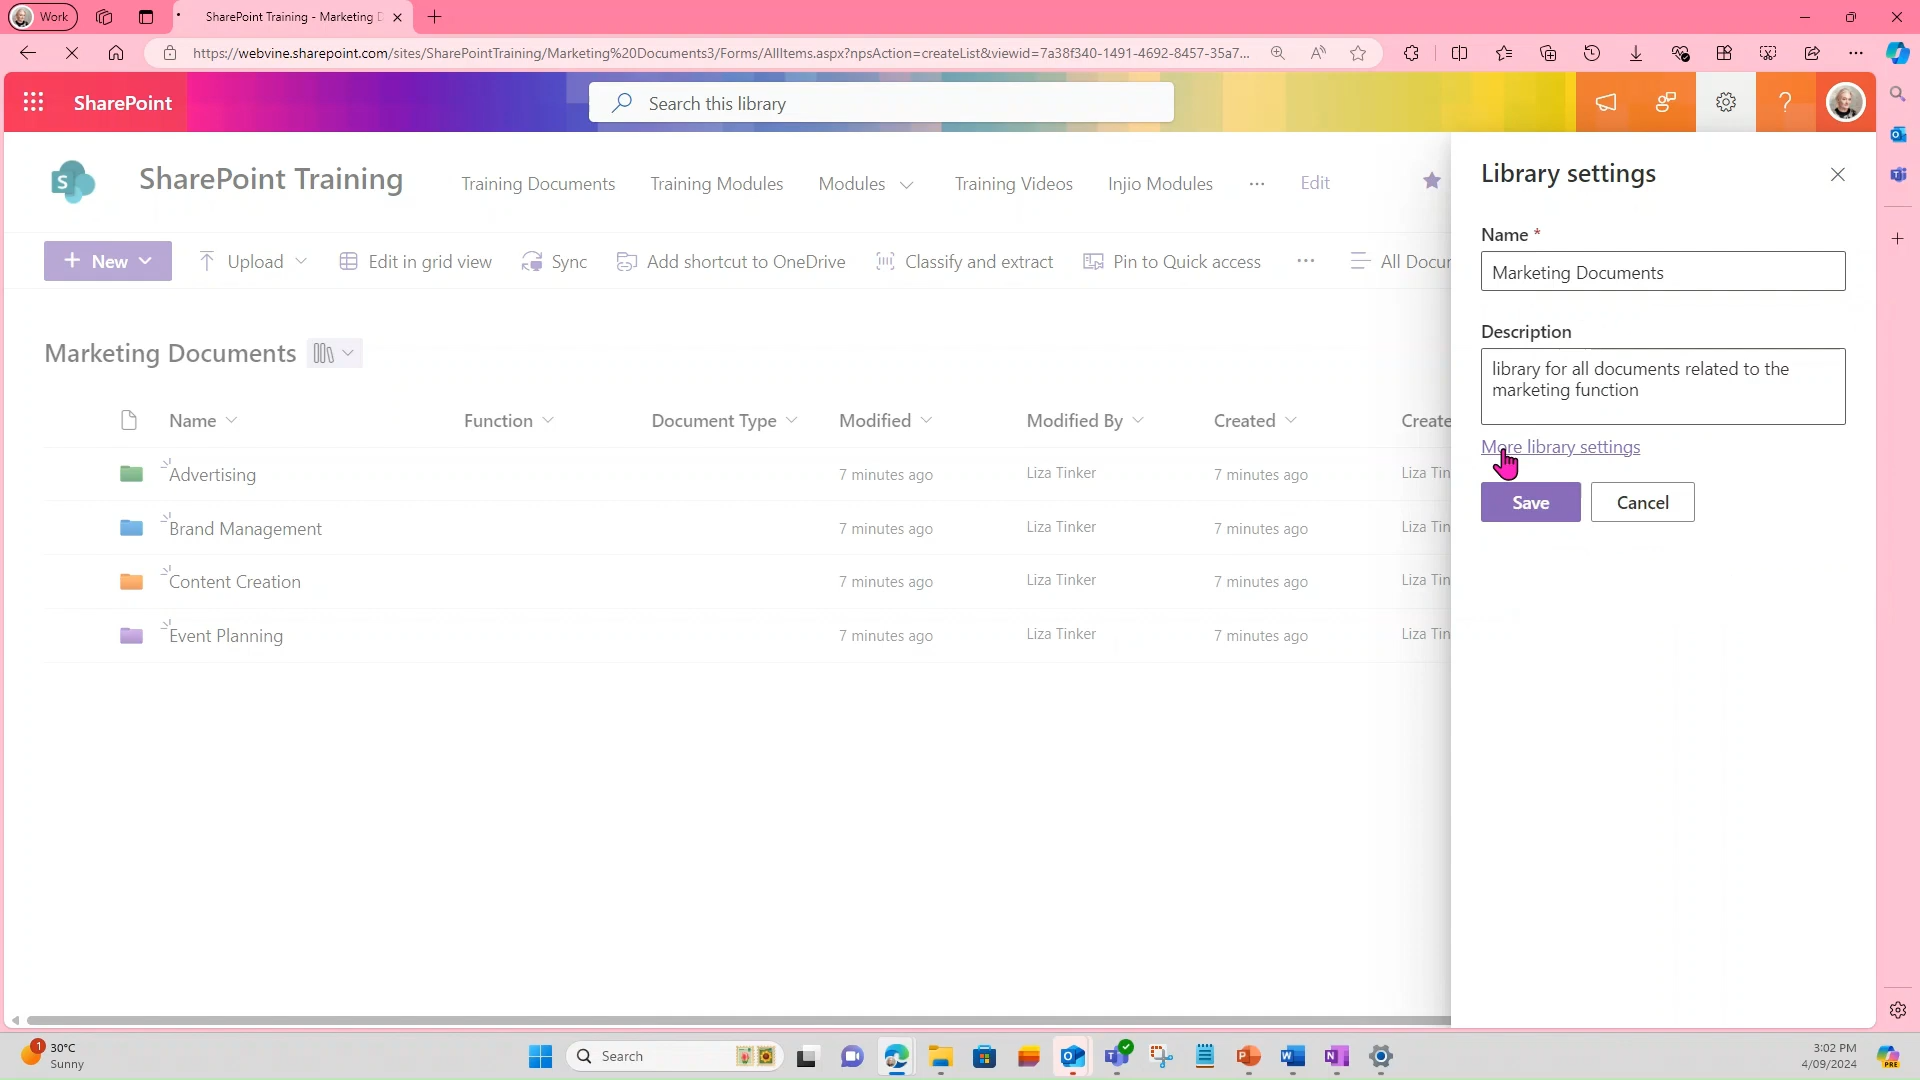 Work
SharePoint Training - Marketing D
https://webvine.sharepoint.com/sites/SharePointTraining/Marketing%20Documents3/Forms/AllItems.aspx?npsAction=createList&viewid=7a38f340-1491-4692-8457-35a7...
SharePoint
Search this library
SharePoint Training
Training Documents
Training Modules
Modules
Training Videos
Injio Modules
Edit
New
Upload
Edit in grid view
Sync
Add shortcut to OneDrive
Classify and extract
Pin to Quick access
All Docum
Marketing Documents
Name
Function
Document Type
Modified
Modified By
Created
Create
Advertising
7 minutes ago
Liza Tinker
7 minutes ago
Liza Tin
Brand Management
7 minutes ago
Liza Tinker
7 minutes ago
Liza Tin
Content Creation
7 minutes ago
Liza Tinker
7 minutes ago
Liza Tin
Event Planning
7 minutes ago
Liza Tinker
7 minutes ago
Liza Tin
Library settings
Name *
Marketing Documents
Description
library for all documents related to the
marketing function
More library settings
Save
Cancel
1
30°C
Sunny
Search
3:02 PM
4/09/2024
PRE